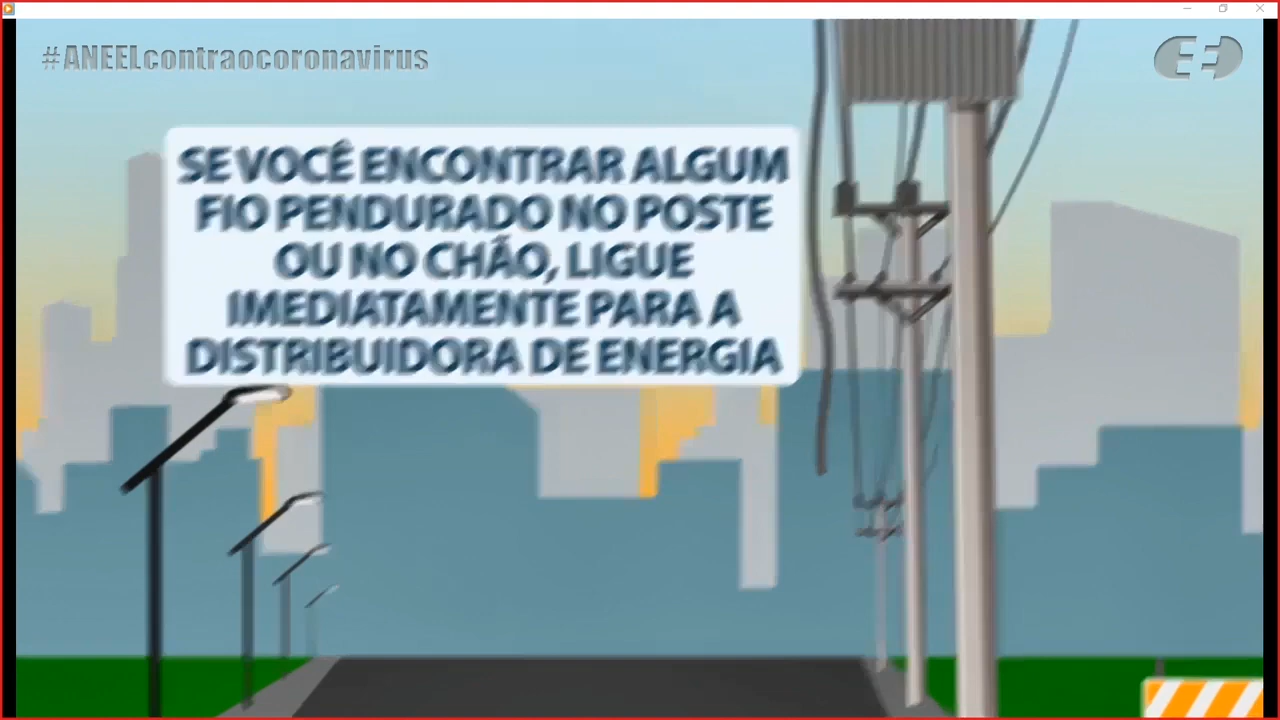 #ANEELcontraocoronavirus
SE VOCÊ ENCONTRAR ALGUM
FIO PENDURADO NO POSTE
OU NO CHÃO, LIGUE
IMEDIATAMENTE PARA A
DISTRIBUIDORA DE ENERGIA